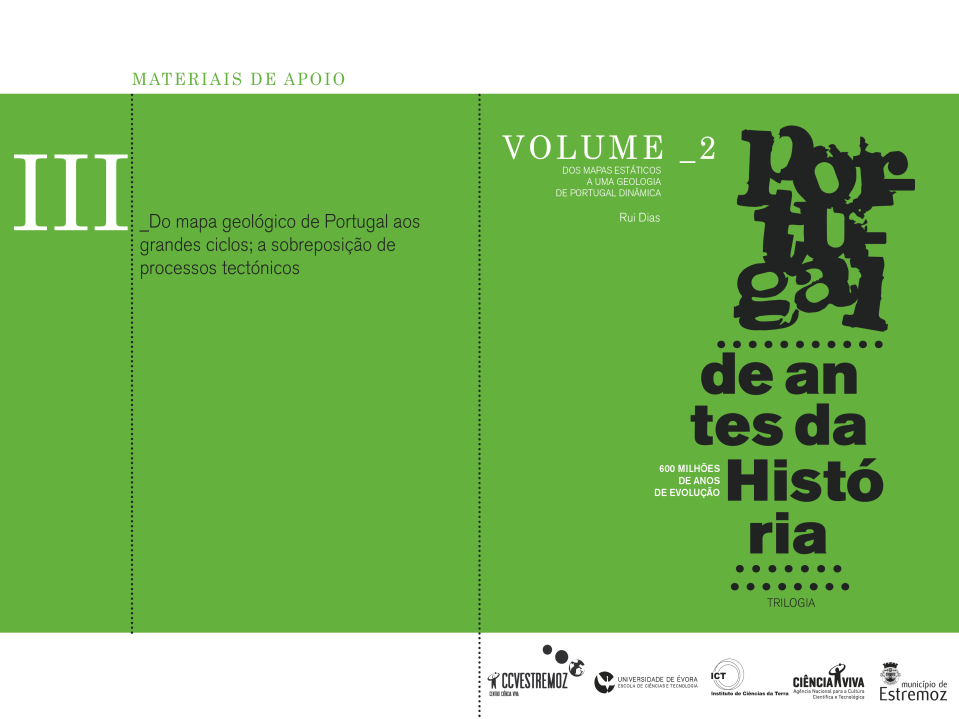 MATERIAIS DE APOIO
III
_Do mapa geológico de Portugal aos
grandes ciclos; a sobreposição de
processos tectónicos
VOLUME _2
DOS MAPAS ESTÁTICOS
A UMA GEOLOGIA
DE PORTUGAL DINÂMICA
Rui Dias
por-
tu-
gal
de an
tes da
Histó
ria
600 MILHÕES
DE ANOS
DE EVOLUÇÃO
TRILOGIA
CCVESTREMOZ
CENTRO CIÊNCIA VIVA
UNIVERSIDADE DE ÉVORA
ESCOLA DE CIÊNCIAS E TECNOLOGIA
ICT
Instituto de Ciências da Terra
CIÊNCIA VIVA
Agência Nacional para a Cultura
Científica e Tecnológica
município de
Estremoz